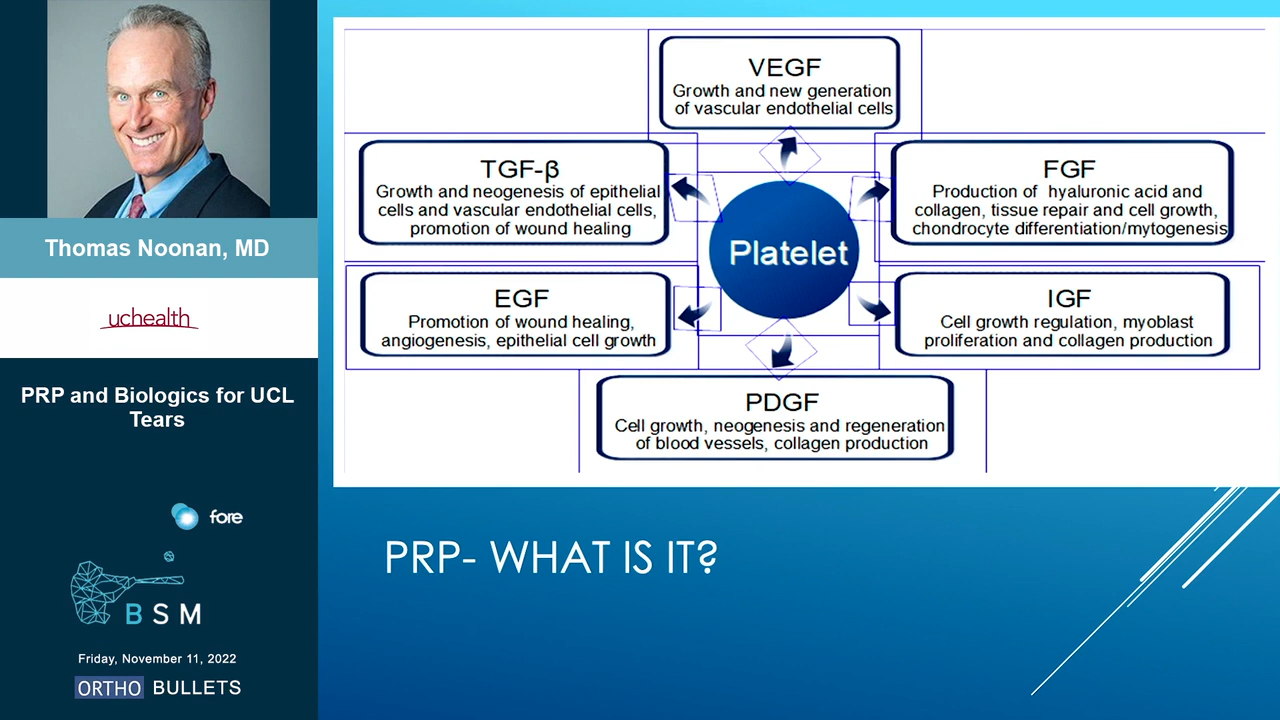 Thomas Noonan, MD
uchealth
PRP and Biologics for UCL
Tears
fore
BSM
Friday, November 11, 2022
ORTHO BULLETS
VEGF
Growth and new generation
of vascular endothelial cells
TGF-β
Growth and neogenesis of epithelial
cells and vascular endothelial cells,
promotion of wound healing
FGF
Production of hyaluronic acid and
collagen, tissue repair and cell growth,
chondrocyte differentiation/mytogenesis
Platelet
EGF
Promotion of wound healing,
angiogenesis, epithelial cell growth
IGF
Cell growth regulation, myoblast
proliferation and collagen production
PDGF
Cell growth, neogenesis and regeneration
of blood vessels, collagen production
PRP- WHAT IS IT?